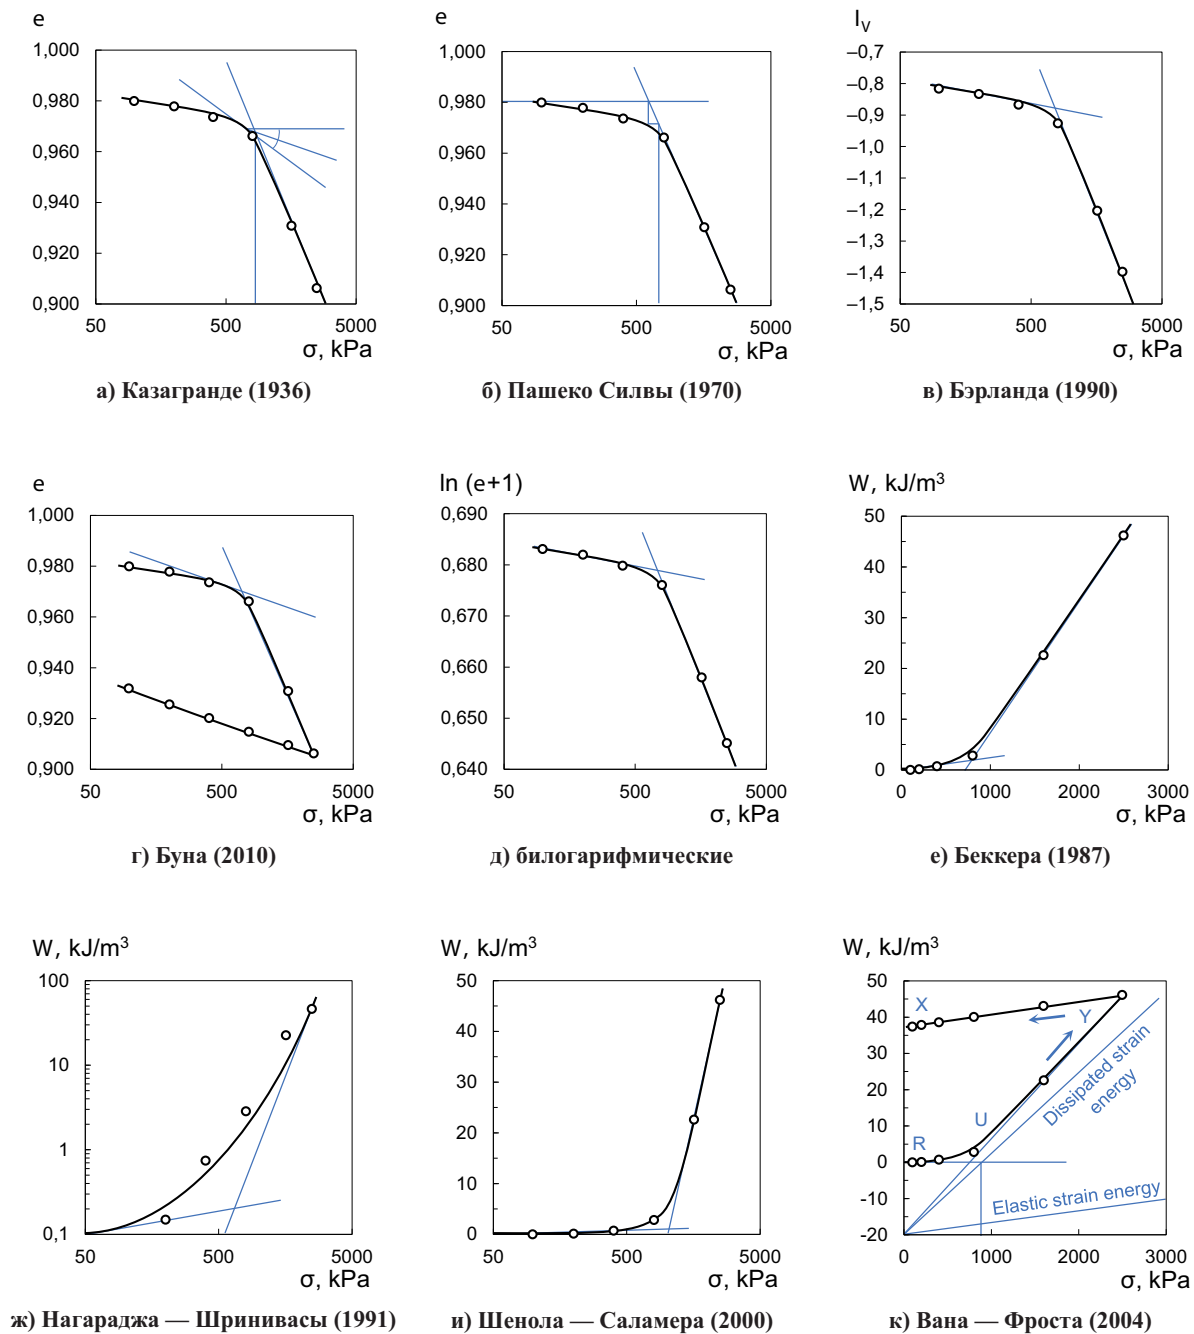 e
1,000
0,980
0,960
0,940
0,920
0,900
50
500
5000
σ, kPa
а) Казагранде (1936)
e
1,000
0,980
0,960
0,940
0,920
0,900
50
500
5000
σ, kPa
б) Пашеко Силвы (1970)
IV
–0,7
–0,8
–0,9
–1,0
–1,1
–1,2
–1,3
–1,4
–1,5
50
500
5000
σ, kPa
в) Бэрланда (1990)
e
1,000
0,980
0,960
0,940
0,920
0,900
50
500
5000
σ, kPa
г) Буна (2010)
ln (e+1)
0,690
0,680
0,670
0,660
0,650
0,640
50
500
5000
σ, kPa
д) билогарифмические
W, kJ/m³
50
40
30
20
10
0
0
1000
2000
3000
σ, kPa
е) Беккера (1987)
W, kJ/m³
100
10
1
0,1
50
500
5000
σ, kPa
ж) Нагараджа — Шринивасы (1991)
W, kJ/m³
50
40
30
20
10
0
50
500
5000
σ, kPa
и) Шенола — Саламера (2000)
W, kJ/m³
50
40
30
20
10
0
-10
-20
X
Y
U
R
Dissipated strain
energy
Elastic strain energy
0
1000
2000
3000
σ, kPa
к) Вана — Фроста (2004)